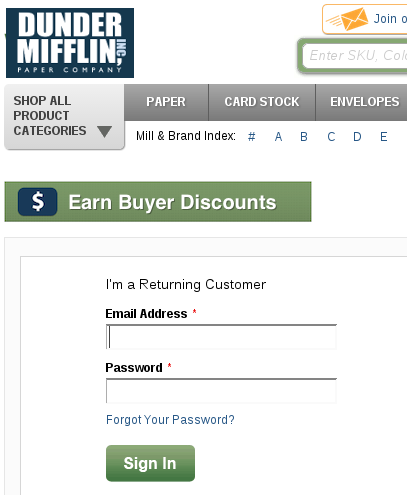 DUNDER
MIFFLIN, INC
PAPER COMPANY
Join
Enter SKU,
SHOP ALL
PRODUCT
CATEGORIES
PAPER
CARD STOCK
ENVELOPES
Mill & Brand Index: # A B C D E
$ Earn Buyer Discounts
I'm a Returning Customer
Email Address *
Password *
Forgot Your Password?
Sign In